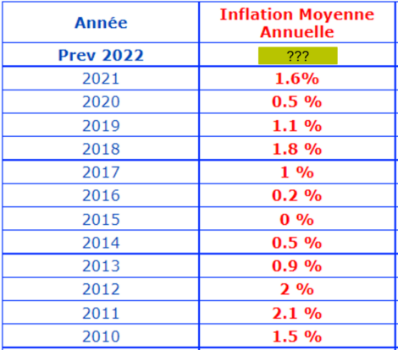 Année Inflation Moyenne Annuelle
Prev 2022 ???
2021 1.6%
2020 0.5 %
2019 1.1 %
2018 1.8 %
2017 1 %
2016 0.2 %
2015 0 %
2014 0.5 %
2013 0.9 %
2012 2 %
2011 2.1 %
2010 1.5 %